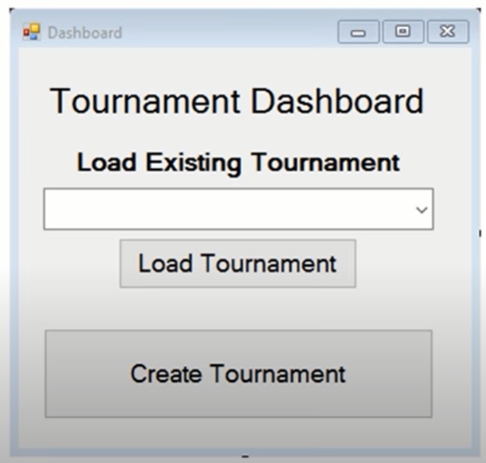 Dashboard
Tournament Dashboard
Load Existing Tournament
Load Tournament
Create Tournament